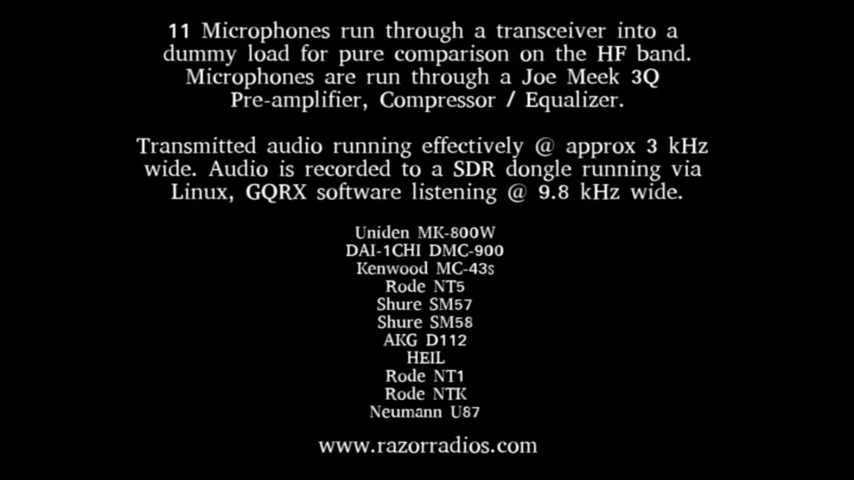 11 Microphones run through a transceiver into a
dummy load for pure comparison on the HF band.
Microphones are run through a Joe Meek 3Q
Pre-amplifier, Compressor / Equalizer.
Transmitted audio running effectively @ approx 3 kHz
wide. Audio is recorded to a SDR dongle running via
Linux, GQRX software listening @ 9.8 kHz wide.
Uniden MK-800W
DAI-1CHI DMC-900
Kenwood MC-43s
Rode NT5
Shure SM57
Shure SM58
AKG D112
HEIL
Rode NT1
Rode NTK
Neumann U87
www.razorradios.com